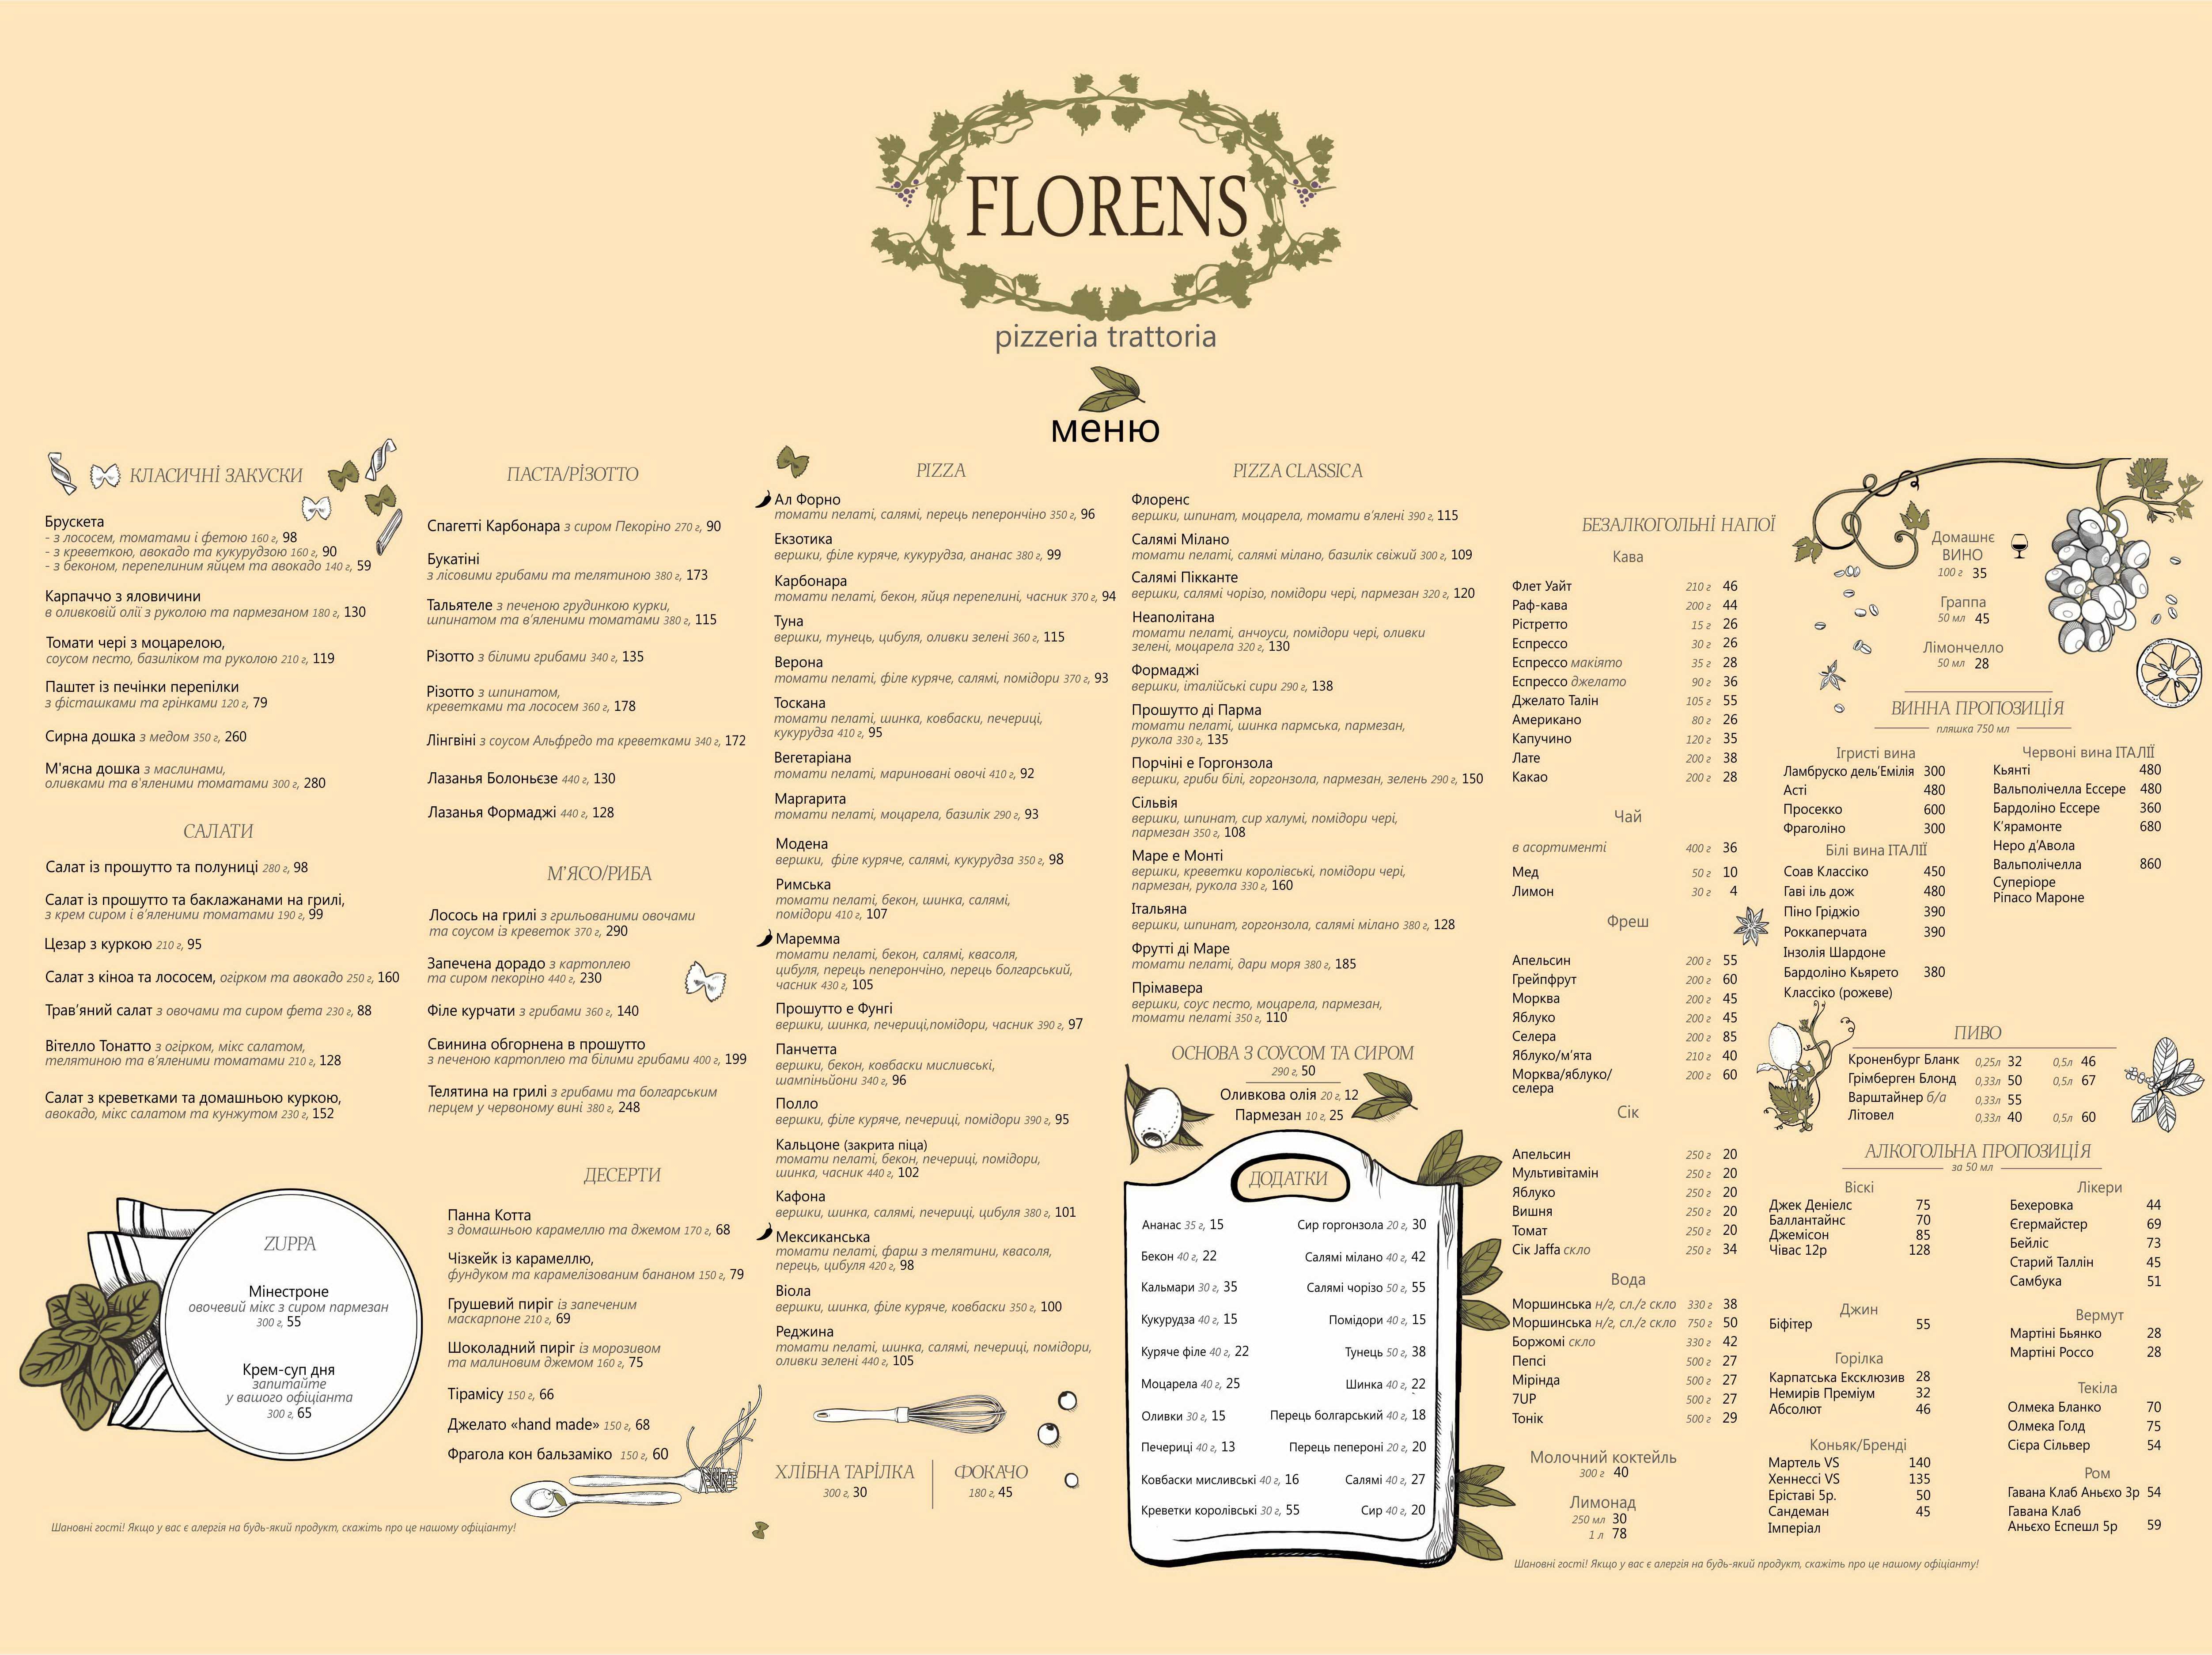 FLORENS
pizzeria trattoria
меню
КЛАСИЧНІ ЗАКУСКИ
Брускета
- з лососем, томатами і фетою 160 г, 98
- з креветкою, авокадо та кукурудзою 160 г, 90
- з беконом, перепелиним яйцем та авокадо 140 г, 59
Карпаччо з яловичини
в оливковій олії з руколою та пармезаном 180 г, 130
Томати чері з моцарелою,
соусом песто, базиліком та руколою 210 г, 119
Паштет із печінки перепілки
з фісташками та грінками 120 г, 79
Сирна дошка з медом 350 г, 260
М'ясна дошка з маслинами,
оливками та в'яленими томатами 300 г, 280
САЛАТИ
Салат із прошутто та полуниці 280 г, 98
Салат із прошутто та баклажанами на грилі,
з крем сиром і в'яленими томатами 190 г, 99
Цезар з куркою 210 г, 95
Салат з кіноа та лососем, огірком та авокадо 250 г, 160
Трав'яний салат з овочами та сиром фета 230 г, 88
Вітелло Тонатто з огірком, мікс салатом,
телятиною та в'яленими томатами 210 г, 128
Салат з креветками та домашньою куркою,
авокадо, мікс салатом та кунжутом 230 г, 152
ZUPPA
Мінестроне
овочевий мікс з сиром пармезан
300 г, 55
Крем-суп дня
запитайте
у вашого офіціанта
300 г, 65
Шановні гості! Якщо у вас є алергія на будь-який продукт, скажіть про це нашому офіціанту!
ПАСТА/РІЗОТТО
Спагетті Карбонара з сиром Пекоріно 270 г, 90
Букатіні
з лісовими грибами та телятиною 380 г, 173
Тальятеле з печеною грудинкою курки,
шпинатом та в'яленими томатами 380 г, 115
Різотто з білими грибами 340 г, 135
Різотто з шпинатом,
креветками та лососем 360 г, 178
Лінгвіні з соусом Альфредо та креветками 340 г, 172
Лазанья Болоньєзе 440 г, 130
Лазанья Формаджі 440 г, 128
М'ЯСО/РИБА
Лосось на грилі з грильованими овочами
та соусом із креветок 370 г, 290
Запечена дорадо з картоплею
та сиром пекоріно 440 г, 230
Філе курчати з грибами 360 г, 140
Свинина обгорнена в прошутто
з печеною картоплею та білими грибами 400 г, 199
Телятина на грилі з грибами та болгарським
перцем у червоному вині 380 г, 248
ДЕСЕРТИ
Панна Котта
з домашньою карамеллю та джемом 170 г, 68
Чізкейк із карамеллю,
фундуком та карамелізованим бананом 150 г, 79
Грушевий пиріг із запеченим
маскарпоне 210 г, 69
Шоколадний пиріг із морозивом
та малиновим джемом 160 г, 75
Тірамісу 150 г, 66
Джелато «hand made» 150 г, 68
Фрагола кон бальзаміко 150 г, 60
PIZZA
Ал Форно
томати пелаті, салямі, перець пеперончіно 350 г, 96
Екзотика
вершки, філе куряче, кукурудза, ананас 380 г, 99
Карбонара
томати пелаті, бекон, яйця перепелині, часник 370 г, 94
Туна
вершки, тунець, цибуля, оливки зелені 360 г, 115
Верона
томати пелаті, філе куряче, салямі, помідори 370 г, 93
Тоскана
томати пелаті, шинка, ковбаски, печериці,
кукурудза 410 г, 95
Вегетаріана
томати пелаті, мариновані овочі 410 г, 92
Маргарита
томати пелаті, моцарела, базилік 290 г, 93
Модена
вершки, філе куряче, салямі, кукурудза 350 г, 98
Римська
томати пелаті, бекон, шинка, салямі,
помідори 410 г, 107
Маремма
томати пелаті, бекон, салямі, квасоля,
цибуля, перець пеперончіно, перець болгарський,
часник 430 г, 105
Прошутто е Фунгі
вершки, шинка, печериці,помідори, часник 390 г, 97
Панчетта
вершки, бекон, ковбаски мисливські,
шампіньйони 340 г, 96
Полло
вершки, філе куряче, печериці, помідори 390 г, 95
Кальцоне (закрита піца)
томати пелаті, бекон, печериці, помідори,
шинка, часник 440 г, 102
Кафона
вершки, шинка, салямі, печериці, цибуля 380 г, 101
Мексиканська
томати пелаті, фарш з телятини, квасоля,
перець, цибуля 420 г, 98
Віола
вершки, шинка, філе куряче, ковбаски 350 г, 100
Реджина
томати пелаті, шинка, салямі, печериці, помідори,
оливки зелені 440 г, 105
ХЛІБНА ТАРІЛКА
300 г, 30
ФОКАЧО
180 г, 45
PIZZA CLASSICA
Флоренс
вершки, шпинат, моцарела, томати в'ялені 390 г, 115
Салямі Мілано
томати пелаті, салямі мілано, базилік свіжий 300 г, 109
Салямі Пікканте
вершки, салямі чорізо, помідори чері, пармезан 320 г, 120
Неаполітана
томати пелаті, анчоуси, помідори чері, оливки
зелені, моцарела 320 г, 130
Формаджі
вершки, італійські сири 290 г, 138
Прошутто ді Парма
томати пелаті, шинка пармська, пармезан,
рукола 330 г, 135
Порчіні е Горгонзола
вершки, гриби білі, горгонзола, пармезан, зелень 290 г, 150
Сільвія
вершки, шпинат, сир халумі, помідори чері,
пармезан 350 г, 108
Маре е Монті
вершки, креветки королівські, помідори чері,
пармезан, рукола 330 г, 160
Італьяна
вершки, шпинат, горгонзола, салямі мілано 380 г, 128
Фрутті ді Маре
томати пелаті, дари моря 380 г, 185
Прімавера
вершки, соус песто, моцарела, пармезан,
томати пелаті 350 г, 110
ОСНОВА З СОУСОМ ТА СИРОМ
290 г, 50
Оливкова олія 20 г, 12
Пармезан 10 г, 25
ДОДАТКИ
Ананас 35 г, 15 Сир горгонзола 20 г, 30
Бекон 40 г, 22 Салямі мілано 40 г, 42
Кальмари 30 г, 35 Салямі чорізо 50 г, 55
Кукурудза 40 г, 15 Помідори 40 г, 15
Куряче філе 40 г, 22 Тунець 50 г, 38
Моцарела 40 г, 25 Шинка 40 г, 22
Оливки 30 г, 15 Перець болгарський 40 г, 18
Печериці 40 г, 13 Перець пепероні 20 г, 20
Ковбаски мисливські 40 г, 16 Салямі 40 г, 27
Креветки королівські 30 г, 55 Сир 40 г, 20
БЕЗАЛКОГОЛЬНІ НАПОЇ
Кава
Флет Уайт 210 г 46
Раф-кава 200 г 44
Рістретто 15 г 26
Еспрессо 30 г 26
Еспрессо макіято 35 г 28
Еспрессо джелато 90 г 36
Джелато Талін 105 г 55
Американо 80 г 26
Капучино 120 г 35
Лате 200 г 38
Какао 200 г 28
Чай
в асортименті 400 г 36
Мед 50 г 10
Лимон 30 г 4
Фреш
Апельсин 200 г 55
Грейпфрут 200 г 60
Морква 200 г 45
Яблуко 200 г 45
Селера 200 г 85
Яблуко/м'ята 210 г 40
Морква/яблуко/ 200 г 60
селера
Сік
Апельсин 250 г 20
Мультивітамін 250 г 20
Яблуко 250 г 20
Вишня 250 г 20
Томат 250 г 20
Сік Jaffa скло 250 г 34
Вода
Моршинська н/г, сл./г скло 330 г 38
Моршинська н/г, сл./г скло 750 г 50
Боржомі скло 330 г 42
Пепсі 500 г 27
Мірінда 500 г 27
7UP 500 г 27
Тонік 500 г 29
Молочний коктейль
300 г 40
Лимонад
250 мл 30
1 л 78
Домашнє
ВИНО
100 г 35
Граппа
50 мл 45
Лімончелло
50 мл 28
ВИННА ПРОПОЗИЦІЯ
пляшка 750 мл
Ігристі вина
Ламбруско дель'Емілія 300
Асті 480
Просекко 600
Фраголіно 300
Білі вина ІТАЛІЇ
Соав Классіко 450
Гаві іль дож 480
Піно Гріджіо 390
Роккаперчата 390
Інзолія Шардоне
Бардоліно Кьярето 380
Классіко (рожеве)
Червоні вина ІТАЛІЇ
Кьянті 480
Вальполічелла Ессере 480
Бардоліно Ессере 360
К'ярамонте 680
Неро д'Авола
Вальполічелла 860
Суперіоре
Ріпасо Мароне
ПИВО
Кроненбург Бланк 0,25л 32 0,5л 46
Грімберген Блонд 0,33л 50 0,5л 67
Варштайнер б/а 0,33л 55
Літовел 0,33л 40 0,5л 60
АЛКОГОЛЬНА ПРОПОЗИЦІЯ
за 50 мл
Віскі
Джек Деніелс 75
Баллантайнс 70
Джемісон 85
Чівас 12р 128
Джин
Біфітер 55
Горілка
Карпатська Ексклюзив 28
Немирів Преміум 32
Абсолют 46
Коньяк/Бренді
Мартель VS 140
Хеннессі VS 135
Еріставі 5р. 50
Сандеман 45
Імперіал
Лікери
Бехеровка 44
Єгермайстер 69
Бейліс 73
Старий Таллін 45
Самбука 51
Вермут
Мартіні Бьянко 28
Мартіні Россо 28
Текіла
Олмека Бланко 70
Олмека Голд 75
Сієра Сільвер 54
Ром
Гавана Клаб Аньєхо 3р 54
Гавана Клаб
Аньєхо Еспешл 5р 59
Шановні гості! Якщо у вас є алергія на будь-який продукт, скажіть про це нашому офіціанту!